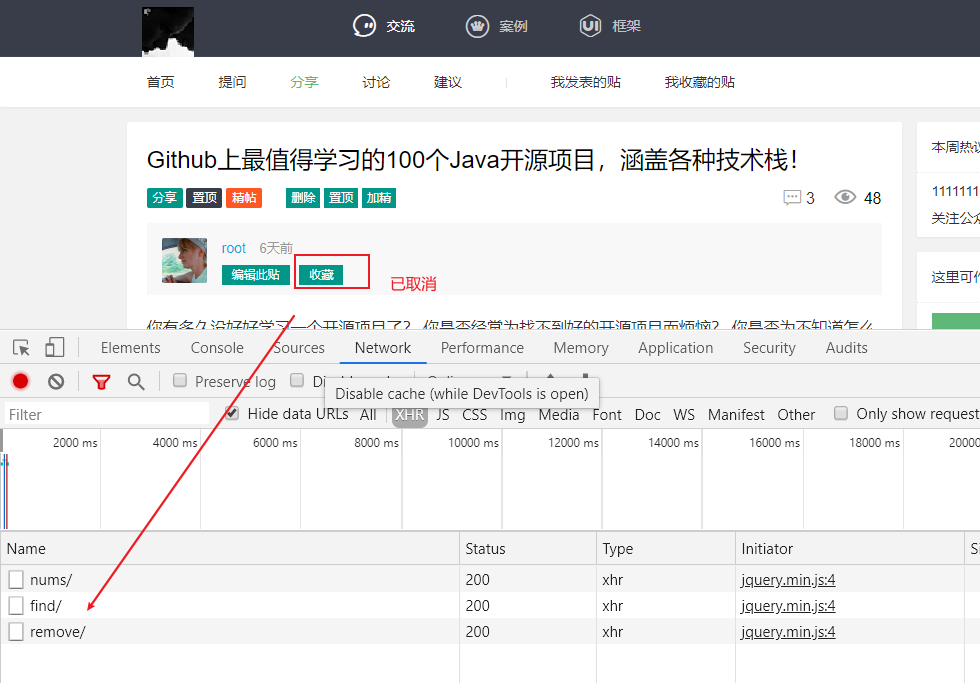 交流 案例 框架
首页 提问 分享 讨论 建议 我发表的贴 我收藏的贴
Github上最值得学习的100个Java开源项目，涵盖各种技术栈！
分享 置顶 精帖 删除 置顶 加精 3 48
root 6天前
编辑此贴 收藏 已取消
你有多久没好好学习一个开源项目了？你是否经常为找不到好的开源项目而烦恼？你是否为不知道怎么
本周热议
1111111
关注公众
这里可作
Elements Console Sources Network Performance Memory Application Security Audits
Preserve log
Disable cache (while DevTools is open)
Filter Hide data URLs All XHR JS CSS Img Media Font Doc WS Manifest Other Only show request
2000 ms 4000 ms 6000 ms 8000 ms 10000 ms 12000 ms 14000 ms 16000 ms 18000 ms 20000
Name Status Type Initiator
nums/ 200 xhr jquery.min.js:4
find/ 200 xhr jquery.min.js:4
remove/ 200 xhr jquery.min.js:4